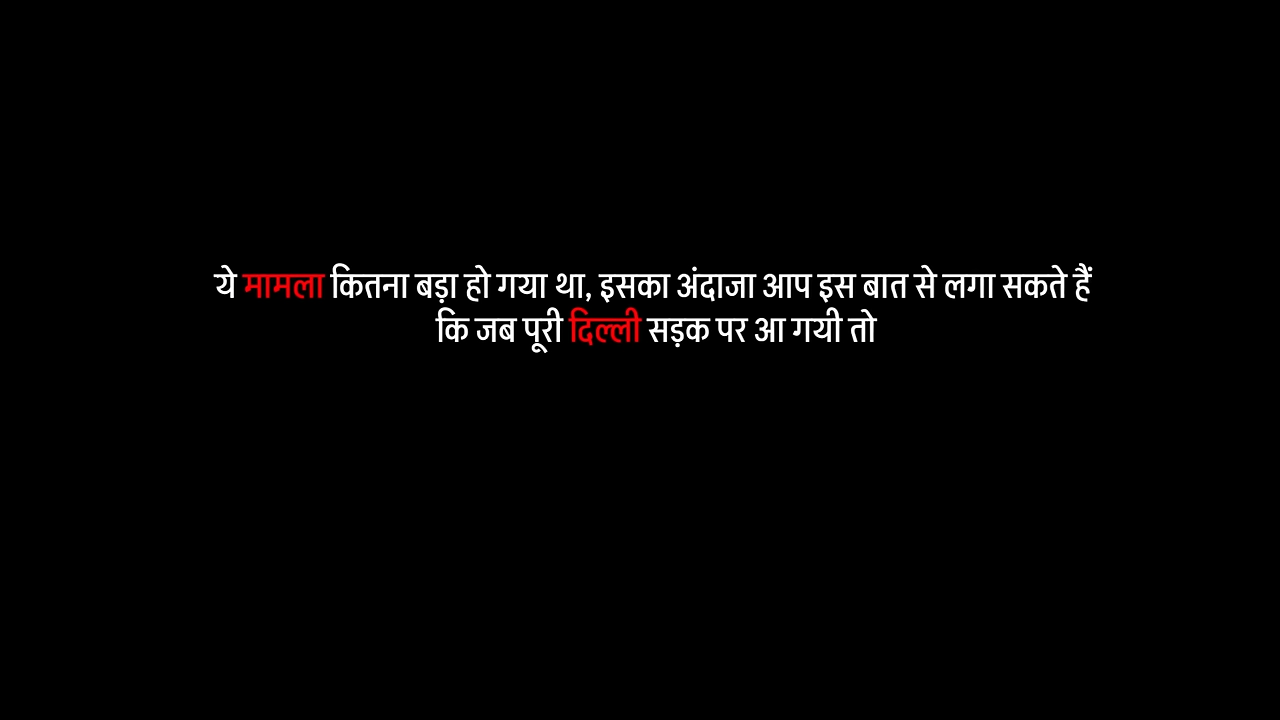 ये मामला कितना बड़ा हो गया था, इसका अंदाजा आप इस बात से लगा सकते हैं
कि जब पूरी दिल्ली सड़क पर आ गयी तो